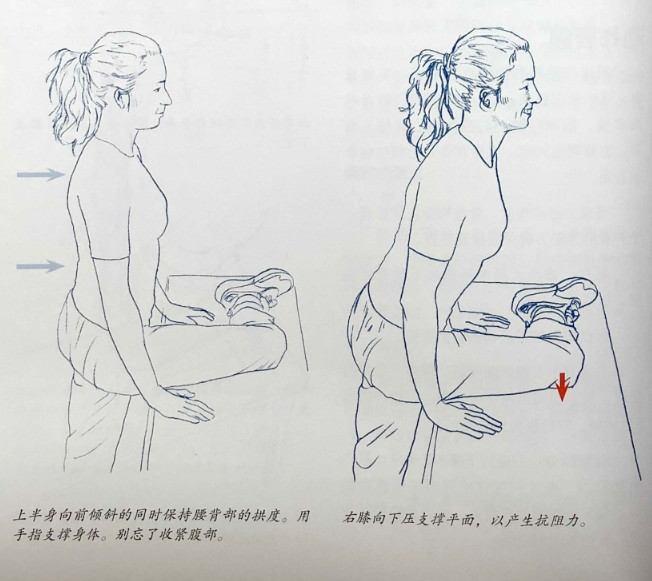 上半身向前倾斜的同时保持腰背部的拱度。用
手指支撑身体。别忘了收紧腹部。
右膝向下压支撑平面，以产生抗阻力。